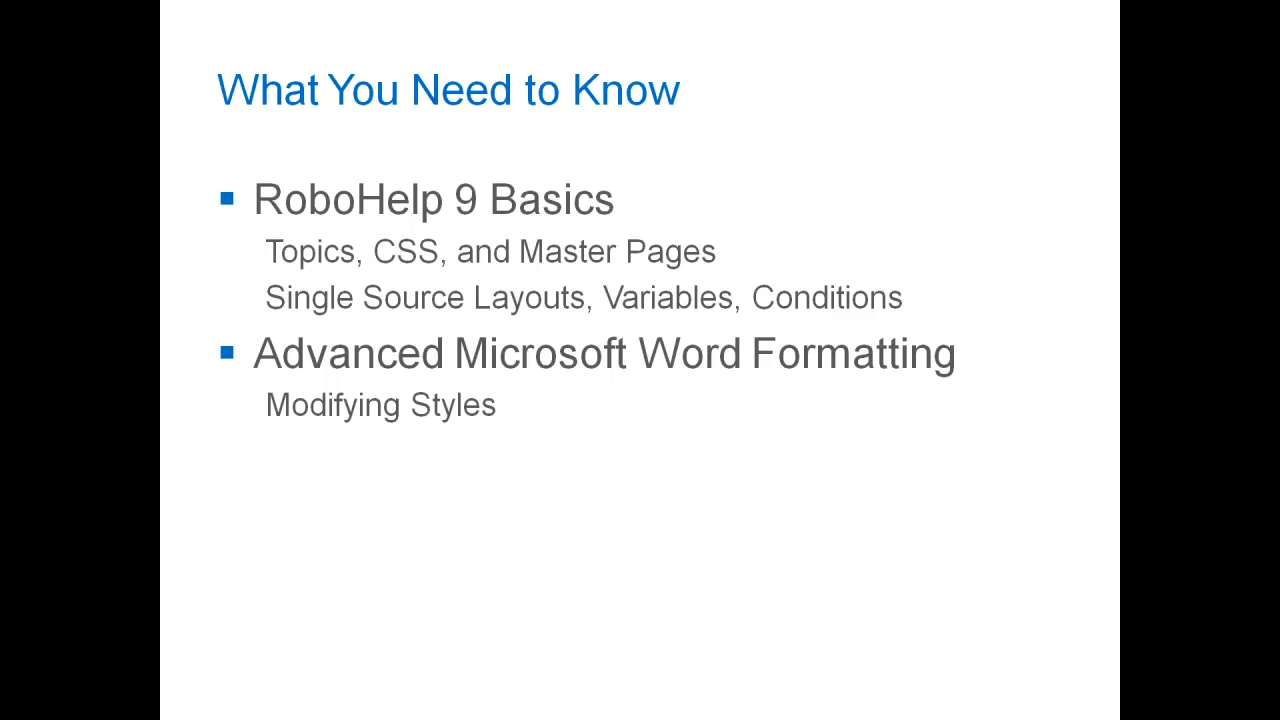 What You Need to Know
RoboHelp 9 Basics
Topics, CSS, and Master Pages
Single Source Layouts, Variables, Conditions
Advanced Microsoft Word Formatting
Modifying Styles